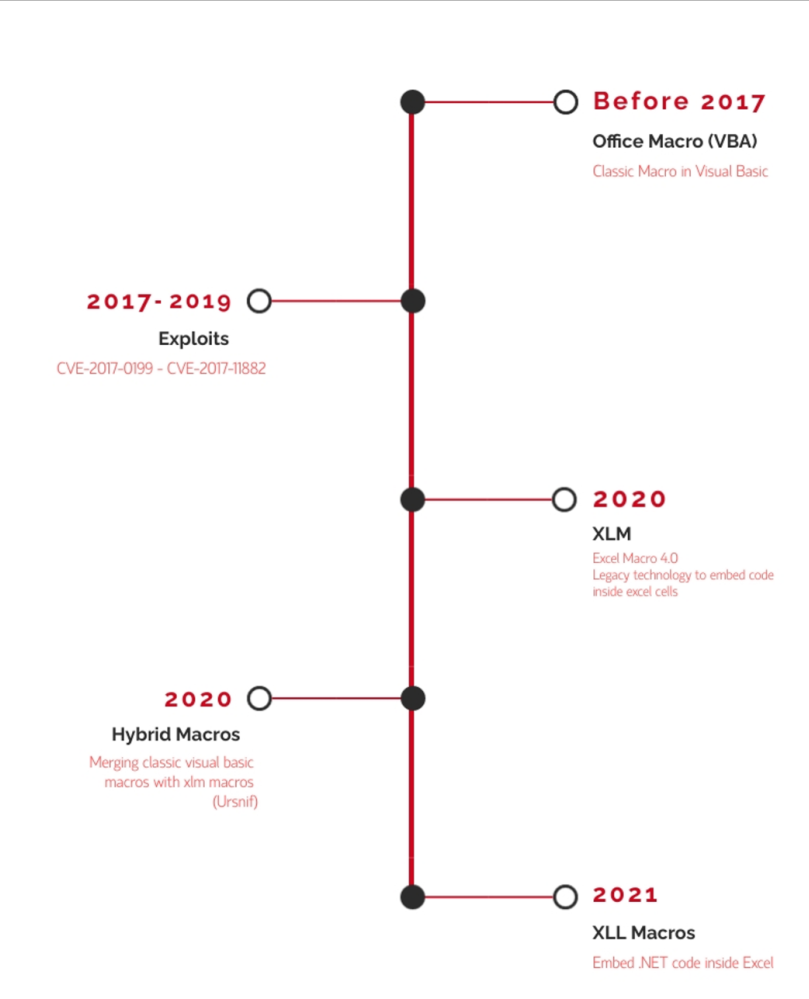 Before 2017
Office Macro (VBA)
Classic Macro in Visual Basic
2017- 2019
Exploits
CVE-2017-0199 - CVE-2017-11882
2020
XLM
Excel Macro 4.0
Legacy technology to embed code
inside excel cells
2020
Hybrid Macros
Merging classic visual basic
macros with xlm macros
(Ursnif)
2021
XLL Macros
Embed .NET code inside Excel